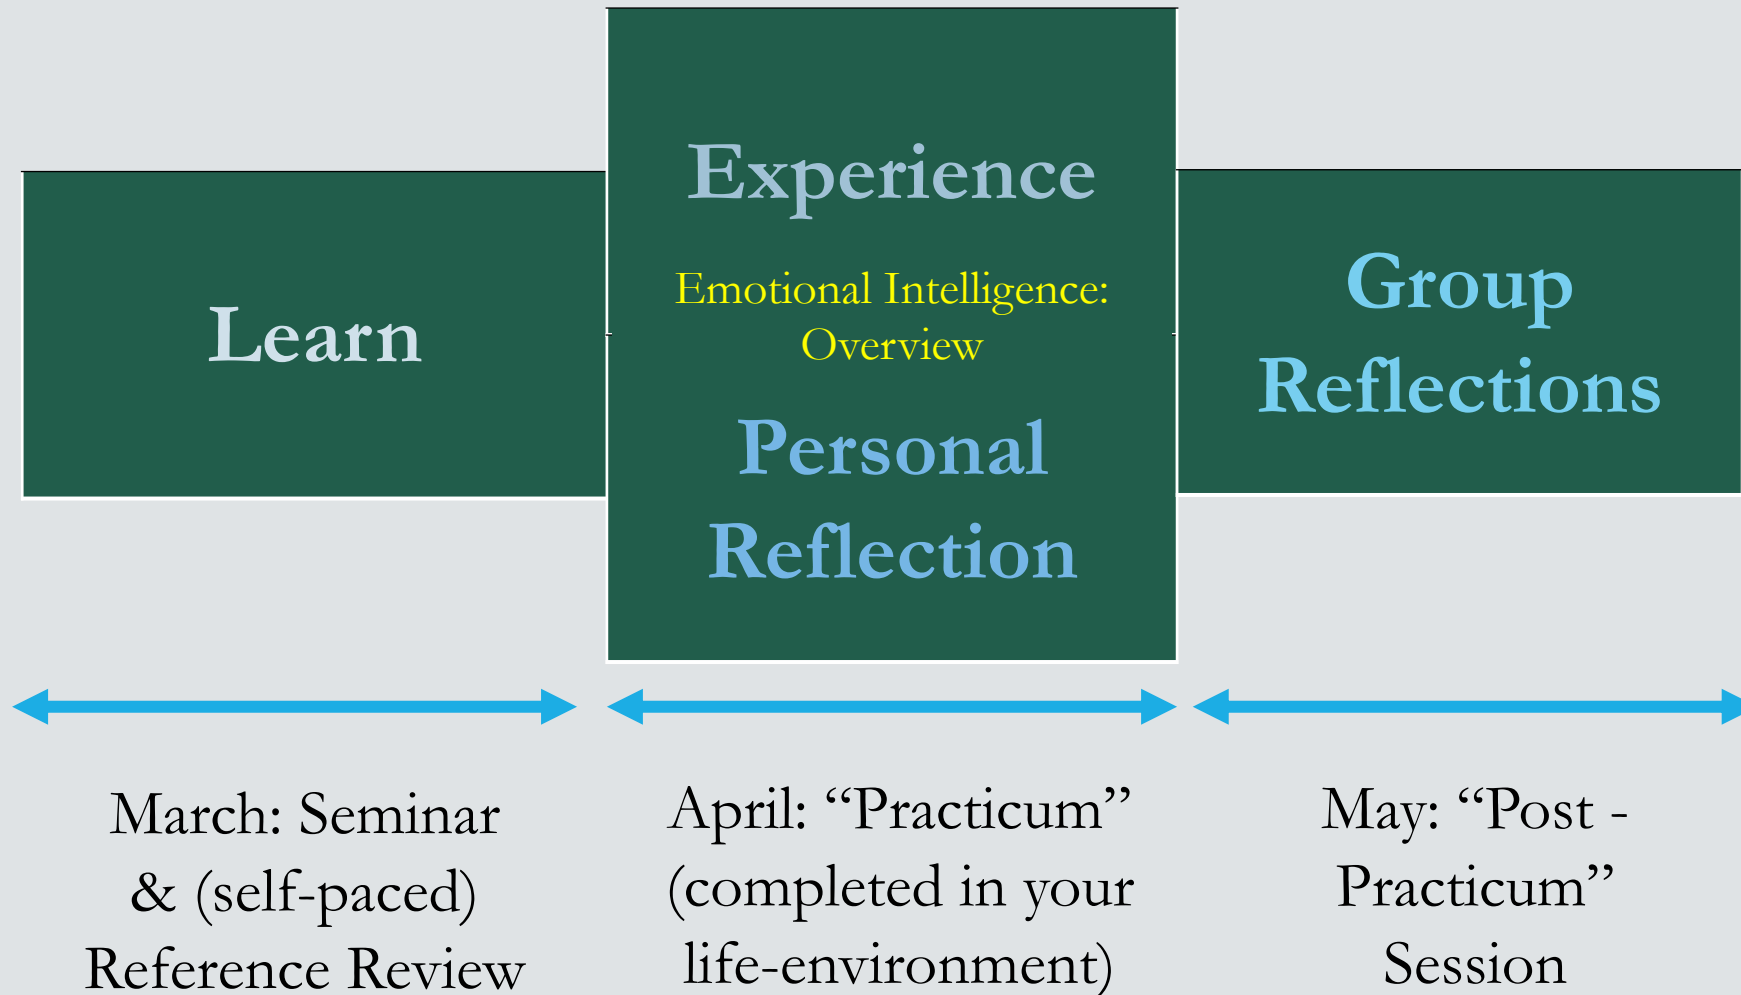 Learn
Experience
Emotional Intelligence:
Overview
Personal
Reflection
Group
Reflections
March: Seminar
& (self-paced)
Reference Review
April: “Practicum”
(completed in your
life-environment)
May: “Post -
Practicum”
Session